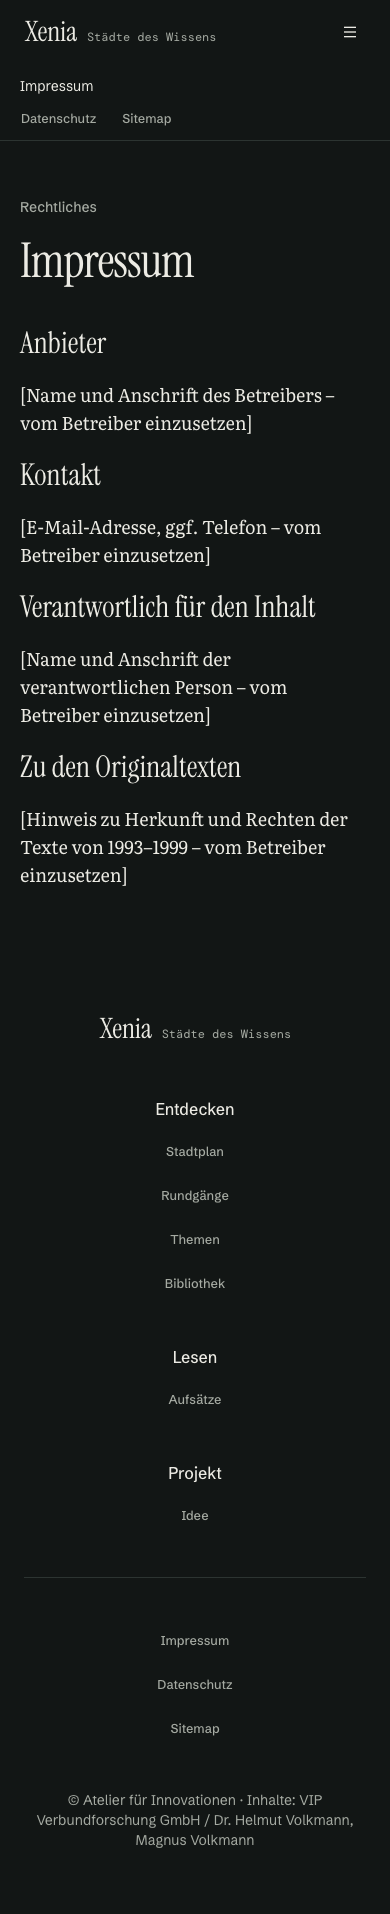 Xenia Städte des Wissens
Impressum
Datenschutz Sitemap
Rechtliches
Impressum
Anbieter
[Name und Anschrift des Betreibers –
vom Betreiber einzusetzen]
Kontakt
[E-Mail-Adresse, ggf. Telefon – vom
Betreiber einzusetzen]
Verantwortlich für den Inhalt
[Name und Anschrift der
verantwortlichen Person – vom
Betreiber einzusetzen]
Zu den Originaltexten
[Hinweis zu Herkunft und Rechten der
Texte von 1993–1999 – vom Betreiber
einzusetzen]
Xenia Städte des Wissens
Entdecken
Stadtplan
Rundgänge
Themen
Bibliothek
Lesen
Aufsätze
Projekt
Idee
Impressum
Datenschutz
Sitemap
© Atelier für Innovationen · Inhalte: VIP
Verbundforschung GmbH / Dr. Helmut Volkmann,
Magnus Volkmann